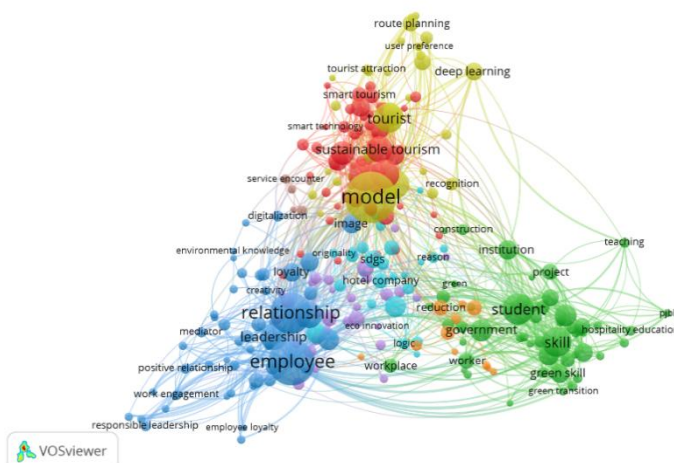 route planning
user preference
tourist attraction
deep learning
smart tourism
tourist
smart technology
sustainable tourism
service encounter
model
recognition
digitalization
image
construction
environmental knowledge
originality
sdgs
reason
institution
teaching
loyalty
hotel company
green
project
creativity
relationship
reduction
student
pjbl
mediator
leadership
eco innovation
logic
government
skill
hospitality education
positive relationship
employee
workplace
worker
green skill
work engagement
green transition
responsible leadership
employee loyalty
VOSviewer